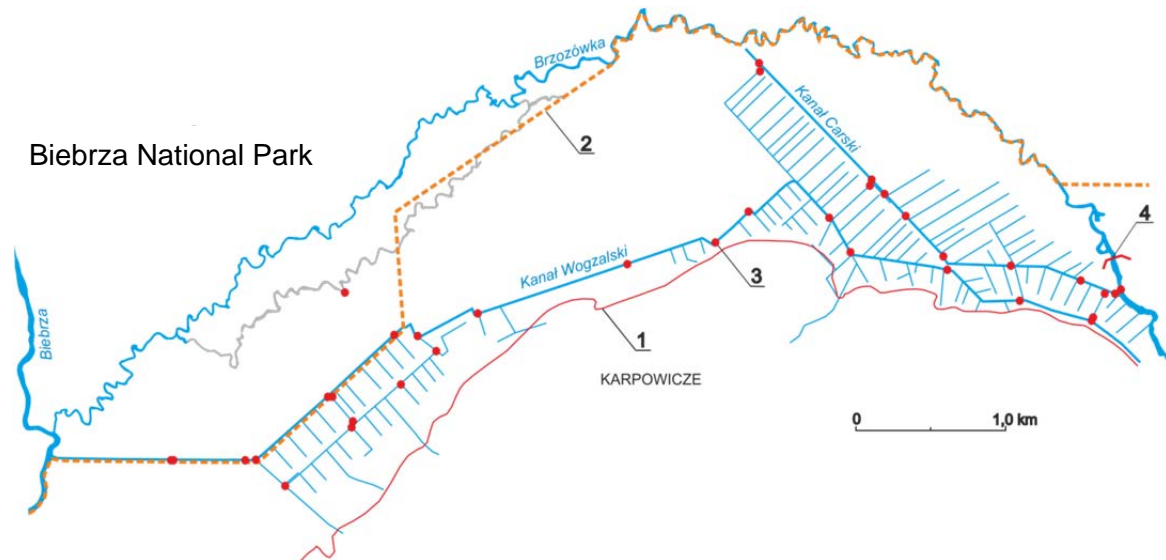 Brzozówka
2
Kanał Carski
Biebrza National Park
4
Kanał Wogzalski
3
Biebrza
1
KARPOWICZE
0
1,0 km